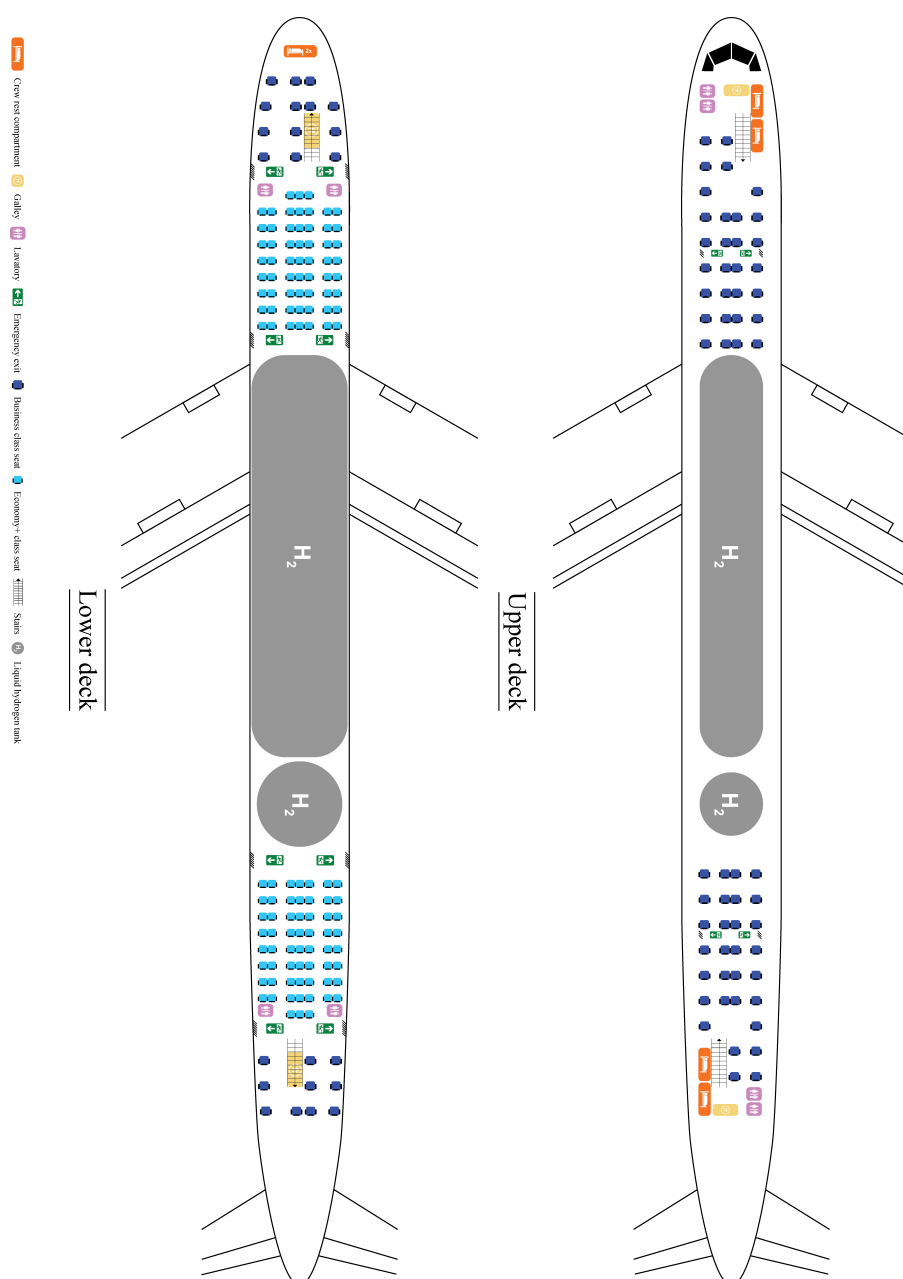 Upper deck
H₂
H₂
Lower deck
2x
H₂
H₂
Crew rest compartment
Galley
Lavatory
Emergency exit
Business class seat
Economy+ class seat
Stairs
H₂
Liquid hydrogen tank